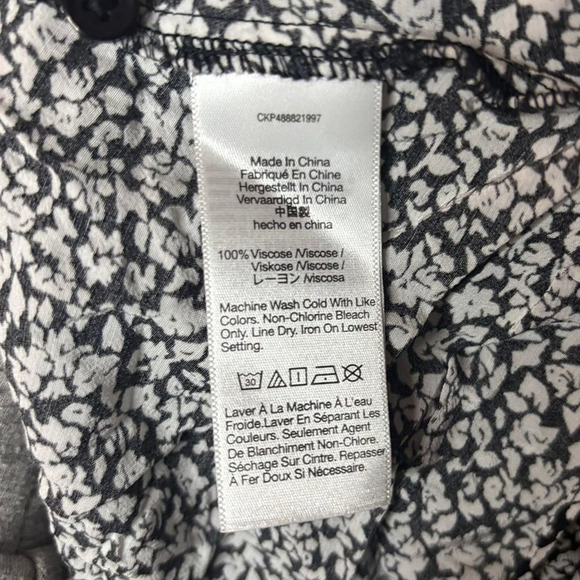 CKP488821997
Made In China
Fabriqué En Chine
Hergestellt In China
Vervaardigd In China
中国製
hecho en china
100% Viscose /Viscose /
Viskose /Viscose /
レーヨン /Viscosa
Machine Wash Cold With Like
Colors. Non-Chlorine Bleach
Only. Line Dry. Iron On Lowest
Setting.
30
Laver À La Machine À L'eau
Froide.Laver En Séparant Les
Couleurs. Seulement Agent
De Blanchiment Non-Chlore.
Séchage Sur Cintre. Repasser
À Fer Doux Si Nécessaire.